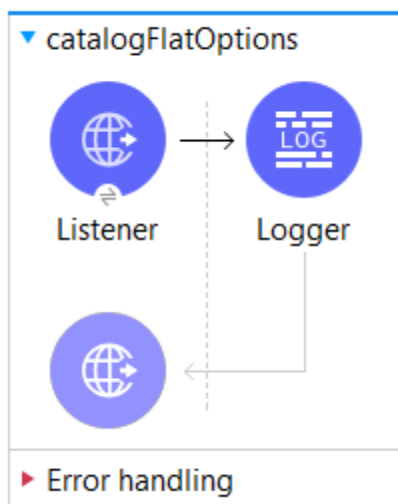 catalogFlatOptions
LOG
Listener
Logger
Error handling